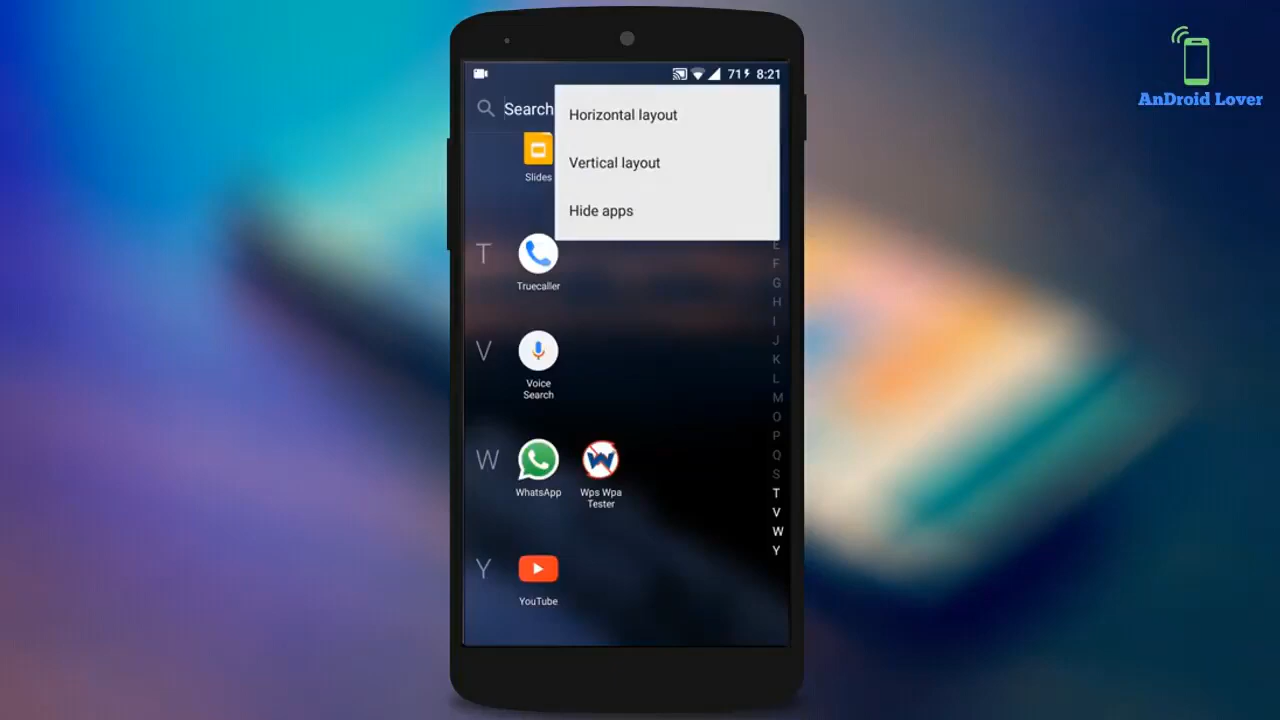 71 8:21
AnDroid Lover
Search
Horizontal layout
Vertical layout
Hide apps
Slides
T
Truecaller
V
Voice
Search
W
WhatsApp
Wps Wpa
Tester
Y
YouTube
E
F
G
H
I
J
K
L
M
O
P
Q
S
T
V
W
Y